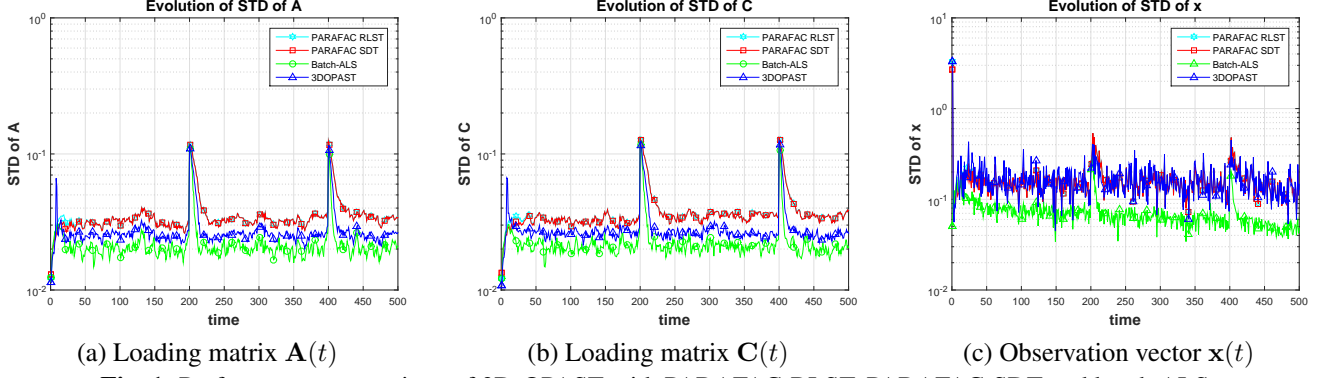 Evolution of STD of A
STD of A
10^0
10^-1
10^-2
0 50 100 150 200 250 300 350 400 450 500
time
PARAFAC RLST
PARAFAC SDT
Batch-ALS
3DOPAST
(a) Loading matrix A(t)
Evolution of STD of C
STD of C
10^0
10^-1
10^-2
0 50 100 150 200 250 300 350 400 450 500
time
PARAFAC RLST
PARAFAC SDT
Batch-ALS
3DOPAST
(b) Loading matrix C(t)
Evolution of STD of x
STD of x
10^1
10^0
10^-1
10^-2
0 50 100 150 200 250 300 350 400 450 500
time
PARAFAC RLST
PARAFAC SDT
Batch-ALS
3DOPAST
(c) Observation vector x(t)